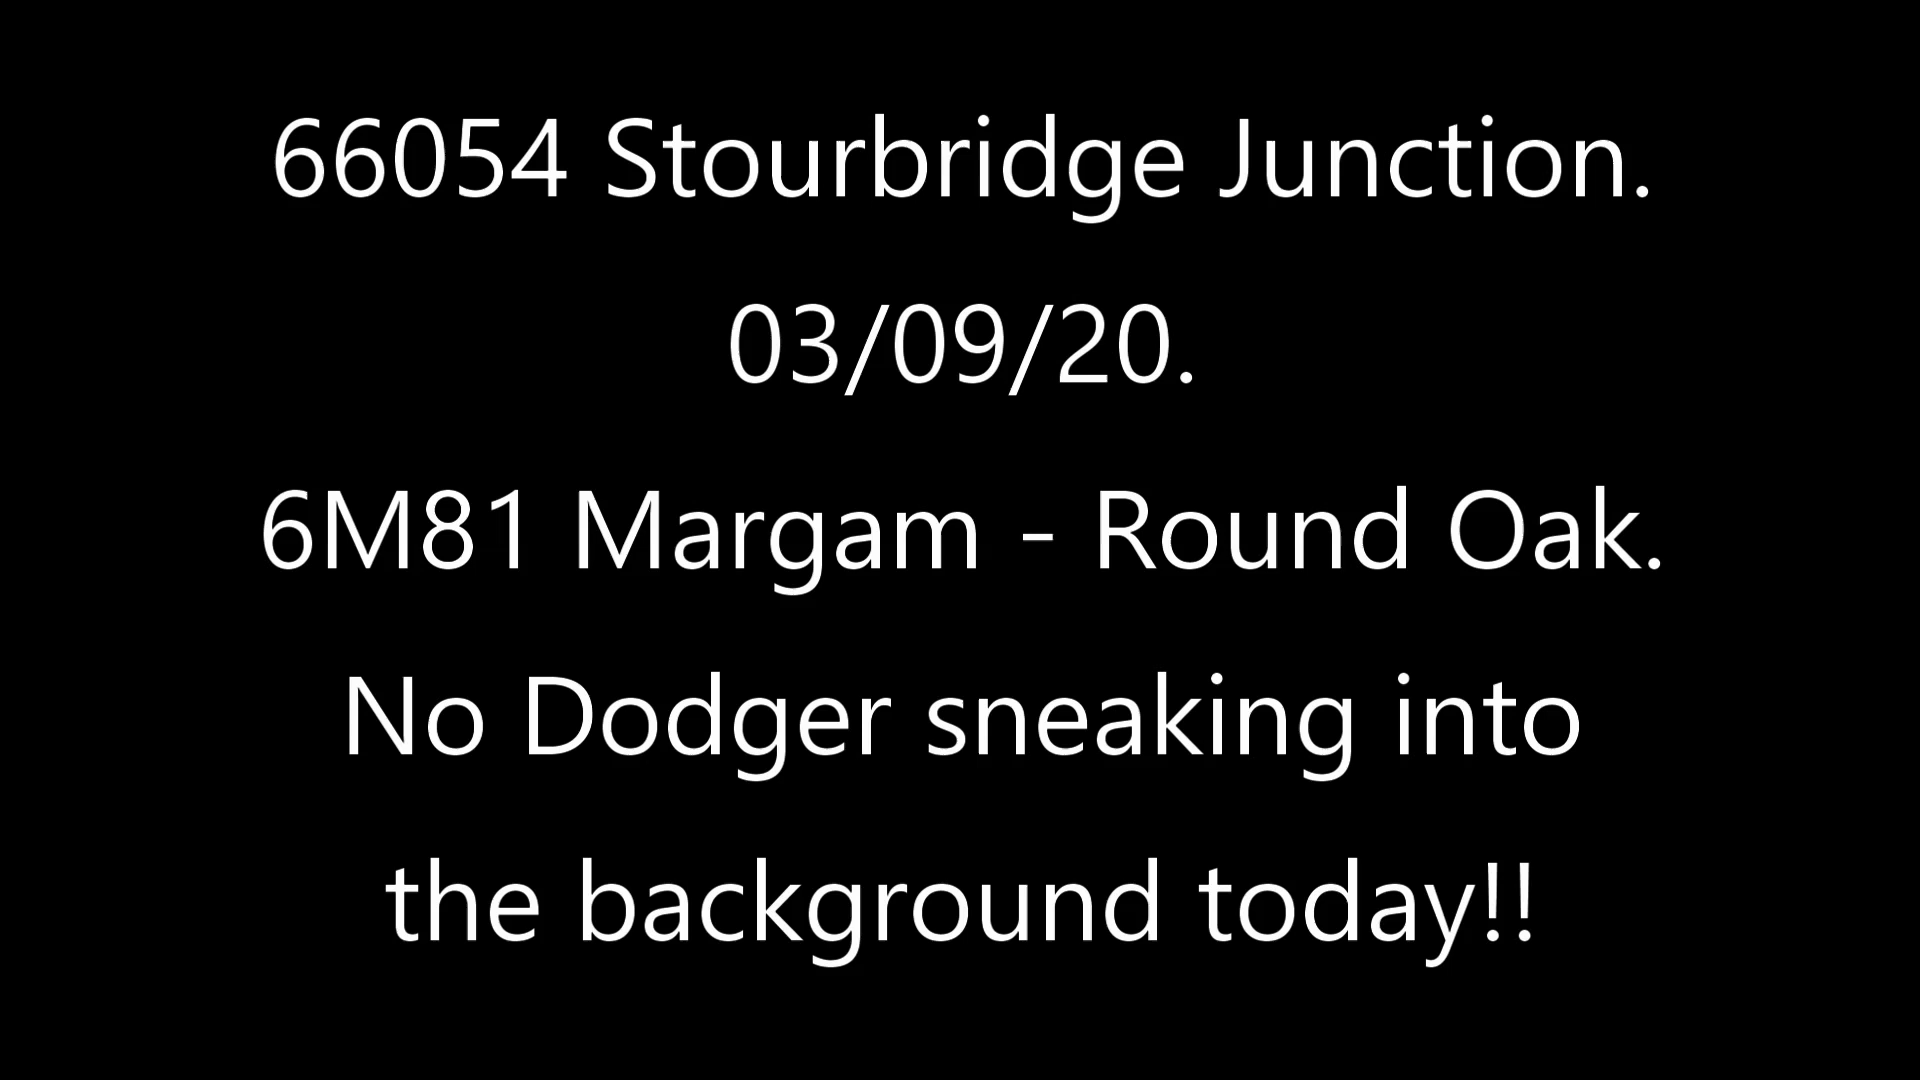 66054 Stourbridge Junction.
03/09/20.
6M81 Margam - Round Oak.
No Dodger sneaking into
the background today!!